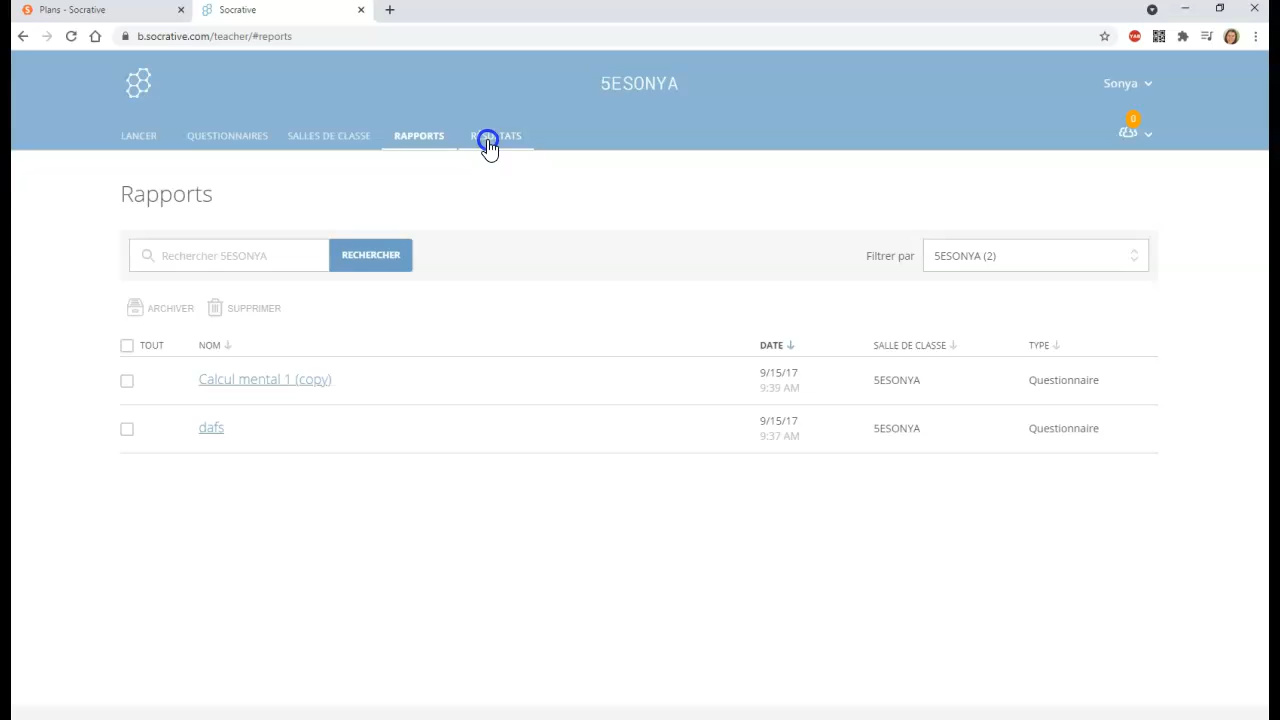 Plans - Socrative
Socrative
b.socrative.com/teacher/#reports
5ESONYA
Sonya
0
LANCER QUESTIONNAIRES SALLES DE CLASSE RAPPORTS
Rapports
Rechercher 5ESONYA RECHERCHER Filtrer par 5ESONYA (2)
ARCHIVER SUPPRIMER
TOUT NOM DATE SALLE DE CLASSE TYPE
Calcul mental 1 (copy) 9/15/17 5ESONYA Questionnaire
9:39 AM
dafs 9/15/17 5ESONYA Questionnaire
9:37 AM